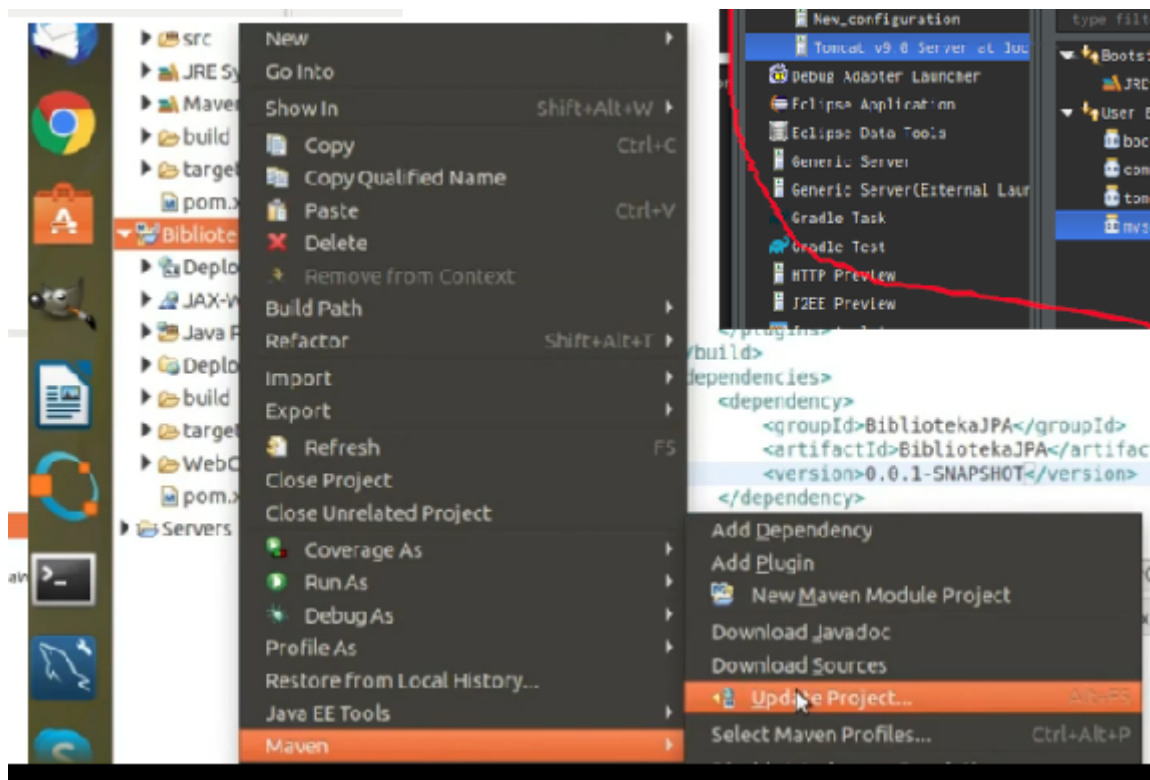 src
JRE Sy
Maven
build
target
pom.x
Bibliote
Deplo
JAX-W
Java R
Deplo
build
target
WebC
pom.x
Servers
New
Go Into
Show In Shift+Alt+W
Copy Ctrl+C
Copy Qualified Name
Paste Ctrl+V
Delete
Remove from Context
Build Path
Refactor Shift+Alt+T
Import
Export
Refresh F5
Close Project
Close Unrelated Project
Coverage As
Run As
Debug As
Profile As
Restore from Local History...
Java EE Tools
Maven
New_configuration
Tomcat v9.0 Server at loc
Debug Adapter Launcher
Eclipse Application
Eclipse Data Tools
Generic Server
Generic Server(External Laun
Gradle Task
Gradle Test
HTTP Preview
J2EE Preview
type filt
Bootst
JRE
User E
boo
com
tom
mys
</plugins>
/build>
dependencies>
<dependency>
<groupId>BibliotekaJPA</groupId>
<artifactId>BibliotekaJPA</artifac
<version>0.0.1-SNAPSHOT</version>
</dependency>
Add Dependency
Add Plugin
New Maven Module Project
Download Javadoc
Download Sources
Update Project... Alt+F5
Select Maven Profiles... Ctrl+Alt+P